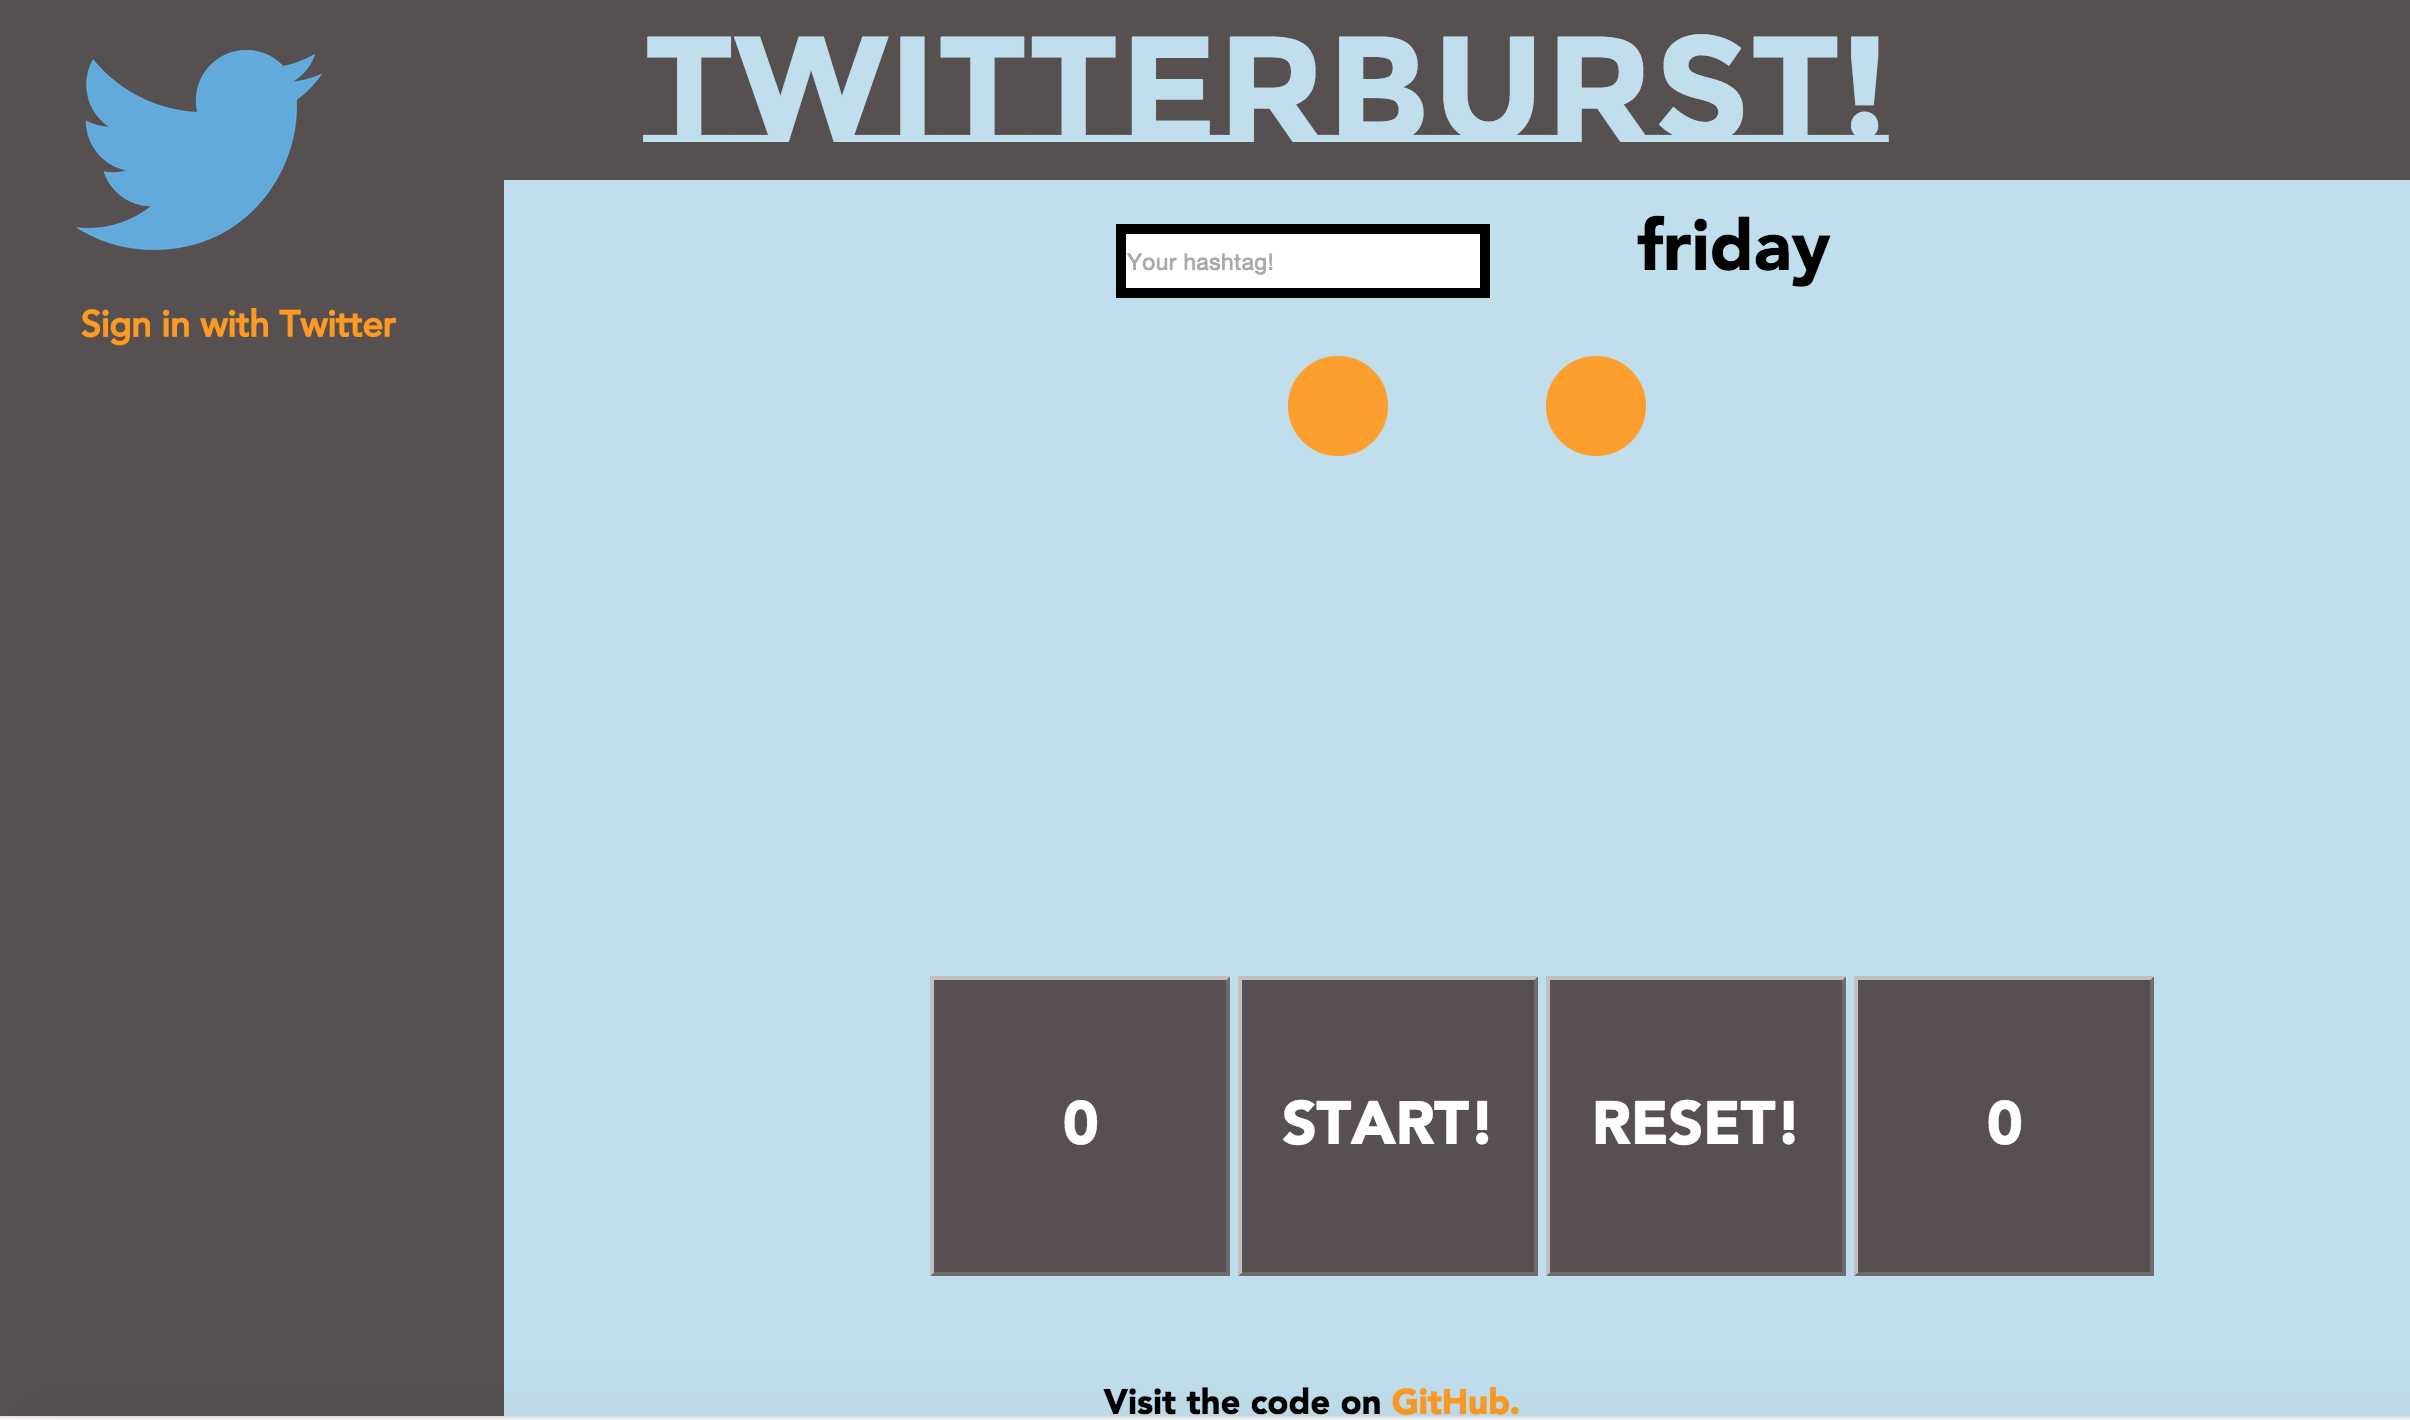 TWITTERBURST!
Sign in with Twitter
Your hashtag!
friday
0
START!
RESET!
0
Visit the code on GitHub.